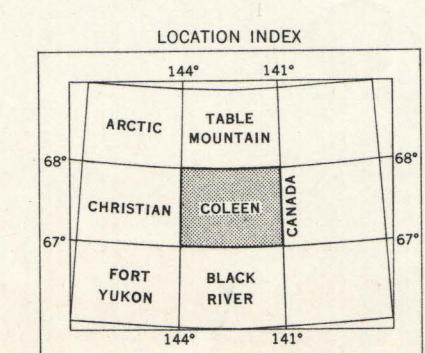 LOCATION INDEX
144° 141°
ARCTIC TABLE
MOUNTAIN
68° 68°
CHRISTIAN COLEEN CANADA
67° 67°
FORT BLACK
YUKON RIVER
144° 141°